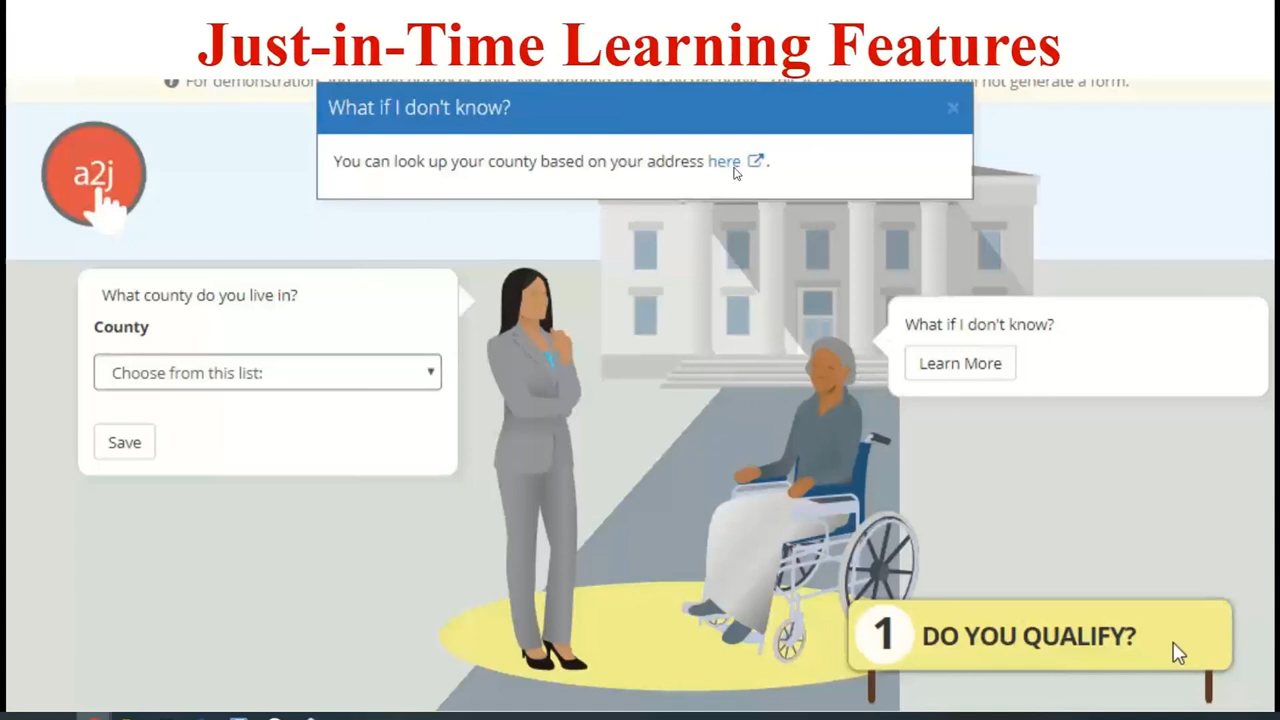 Just-in-Time Learning Features
For demonstration
not generate a form.
What if I don't know?
×
You can look up your county based on your address here .
a2j
What county do you live in?
County
Choose from this list:
Save
What if I don't know?
Learn More
1 DO YOU QUALIFY?